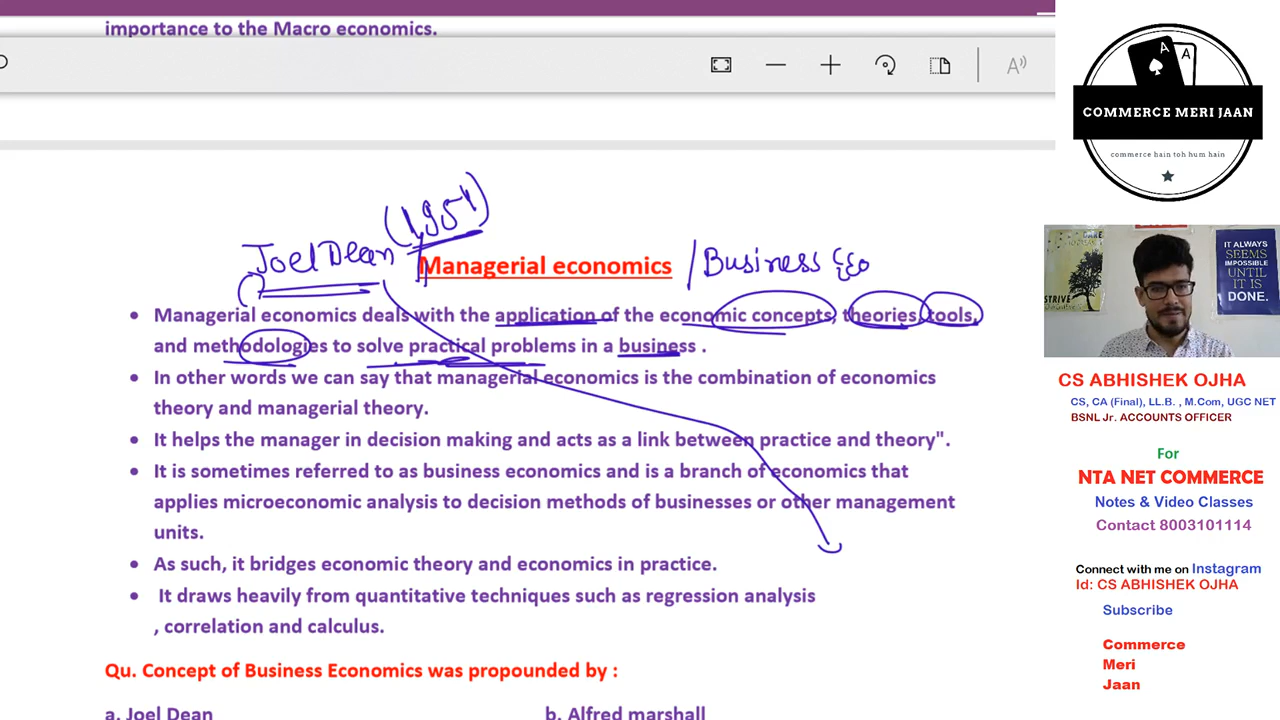 importance to the Macro economics.
A
A
COMMERCE MERI JAAN
commerce hain toh hum hain
(1951)
Joel Dean
Managerial economics / Business Eco
• Managerial economics deals with the application of the economic concepts, theories, tools,
and methodologies to solve practical problems in a business .
• In other words we can say that managerial economics is the combination of economics
theory and managerial theory.
• It helps the manager in decision making and acts as a link between practice and theory".
• It is sometimes referred to as business economics and is a branch of economics that
applies microeconomic analysis to decision methods of businesses or other management
units.
• As such, it bridges economic theory and economics in practice.
• It draws heavily from quantitative techniques such as regression analysis
, correlation and calculus.
Qu. Concept of Business Economics was propounded by :
a. Joel Dean b. Alfred marshall
STRIVE
IT ALWAYS
SEEMS
IMPOSSIBLE
UNTIL
IT IS
DONE.
CS ABHISHEK OJHA
CS, CA (Final), LL.B. , M.Com, UGC NET
BSNL Jr. ACCOUNTS OFFICER
For
NTA NET COMMERCE
Notes & Video Classes
Contact 8003101114
Connect with me on Instagram
Id: CS ABHISHEK OJHA
Subscribe
Commerce
Meri
Jaan